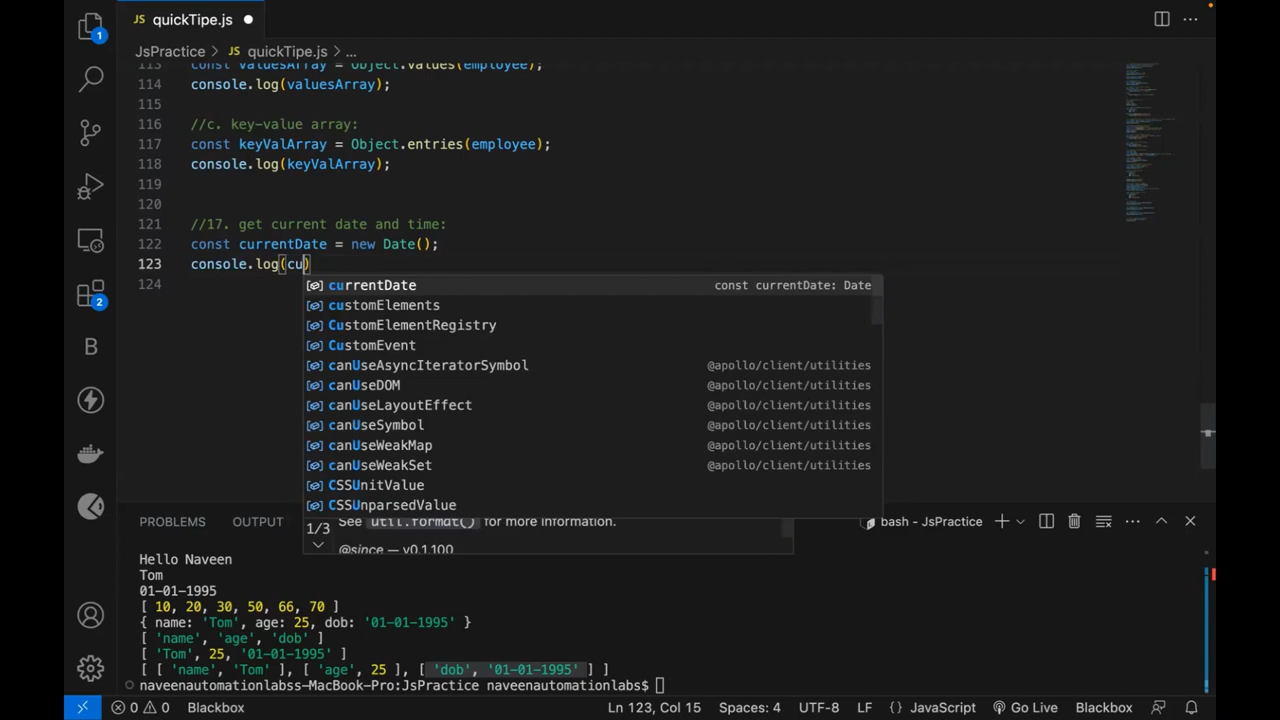 JS quickTipe.js
JsPractice > JS quickTipe.js > ...
113 const valuesArray = Object.values(employee);
114 console.log(valuesArray);
115
116 //c. key-value array:
117 const keyValArray = Object.entries(employee);
118 console.log(keyValArray);
119
120
121 //17. get current date and time:
122 const currentDate = new Date();
123 console.log(cu)
124
currentDate const currentDate: Date
customElements
CustomElementRegistry
CustomEvent
canUseAsyncIteratorSymbol @apollo/client/utilities
canUseDOM @apollo/client/utilities
canUseLayoutEffect @apollo/client/utilities
canUseSymbol @apollo/client/utilities
canUseWeakMap @apollo/client/utilities
canUseWeakSet @apollo/client/utilities
CSSUnitValue
CSSUnparsedValue
1/3 See util.format() for more information.
@since — v0.1.100
1
2
B
PROBLEMS OUTPUT bash - JsPractice
Hello Naveen
Tom
01-01-1995
[ 10, 20, 30, 50, 66, 70 ]
{ name: 'Tom', age: 25, dob: '01-01-1995' }
[ 'name', 'age', 'dob' ]
[ 'Tom', 25, '01-01-1995' ]
[ [ 'name', 'Tom' ], [ 'age', 25 ], [ 'dob', '01-01-1995' ] ]
naveenautomationlabss-MacBook-Pro:JsPractice naveenautomationlabs$
0 0 Blackbox Ln 123, Col 15 Spaces: 4 UTF-8 LF {} JavaScript Go Live Blackbox